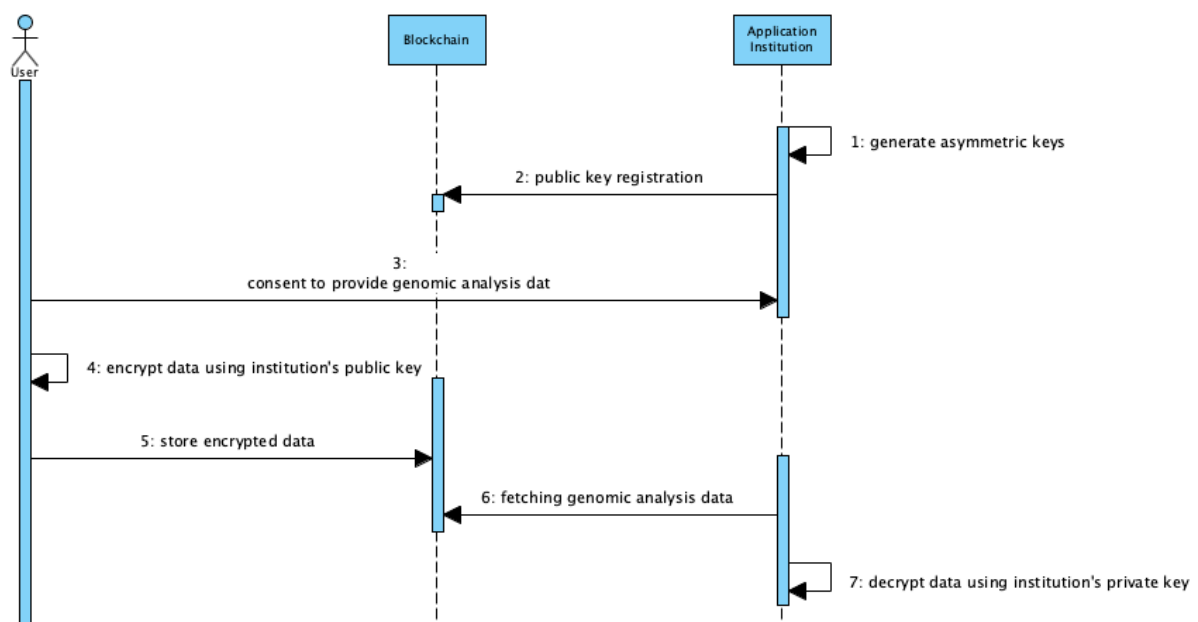 User
Blockchain
Application
Institution
1: generate asymmetric keys
2: public key registration
3:
consent to provide genomic analysis dat
4: encrypt data using institution's public key
5: store encrypted data
6: fetching genomic analysis data
7: decrypt data using institution's private key